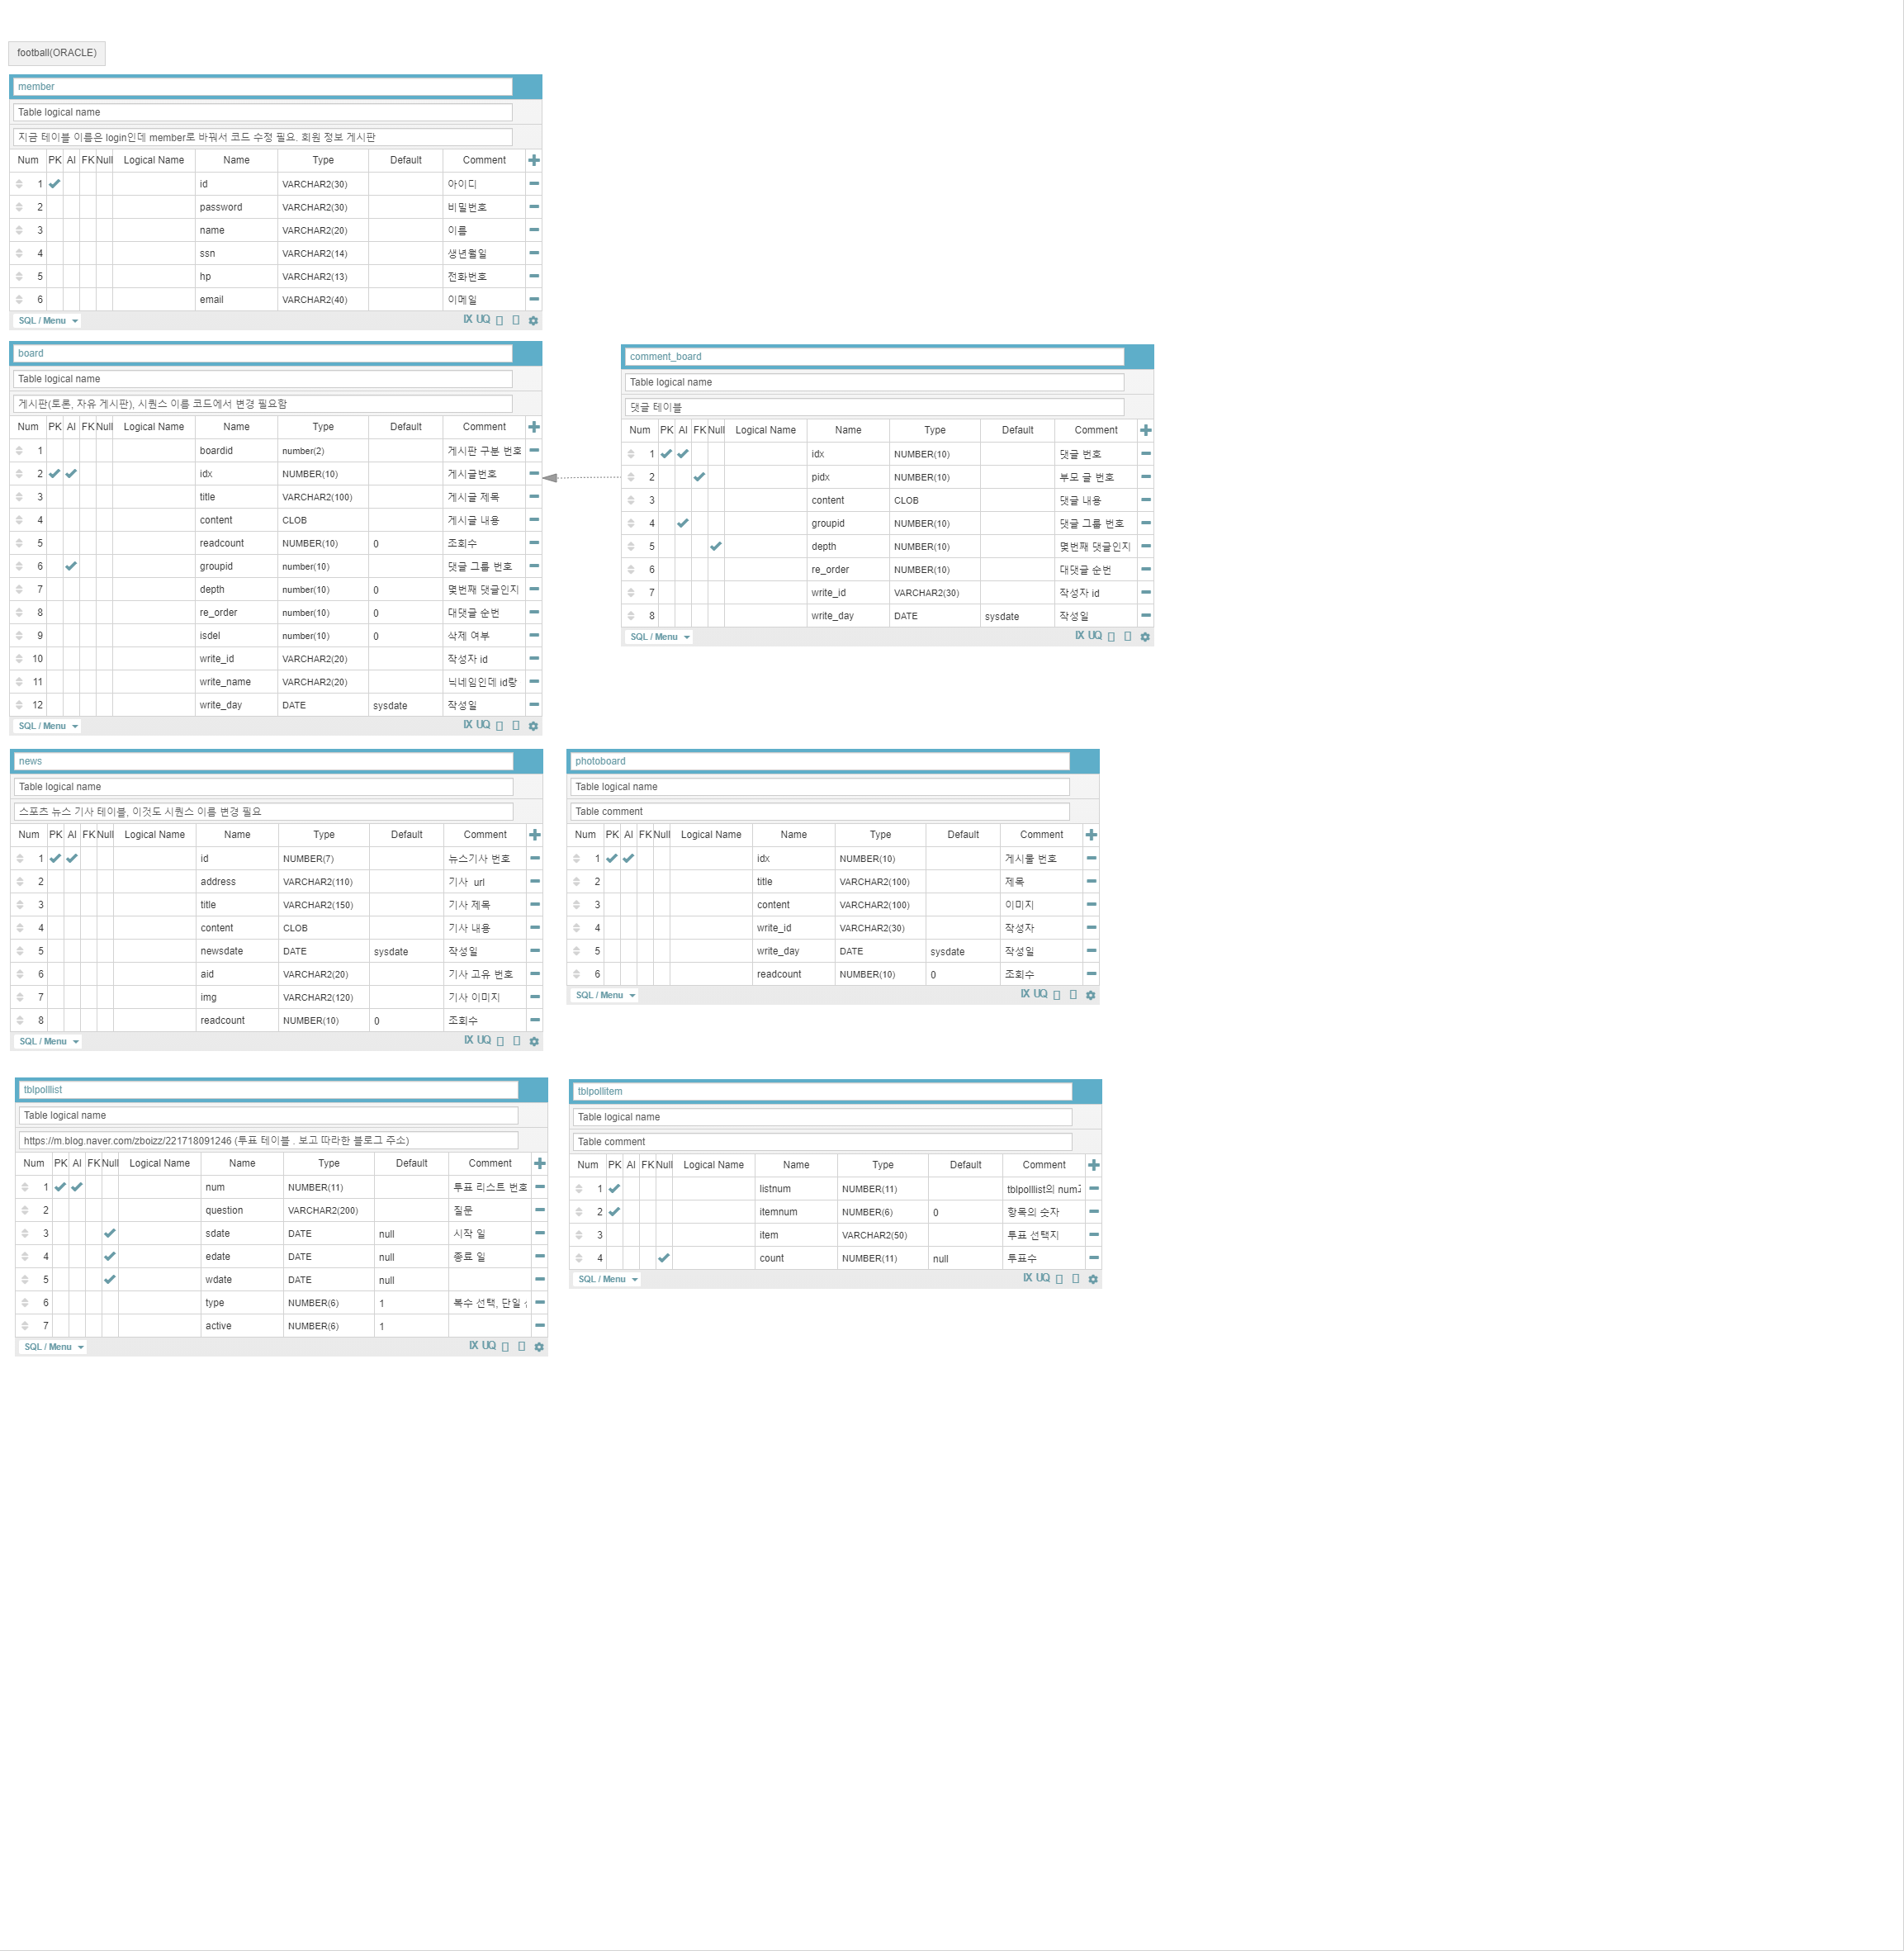 football(ORACLE)
member
Table logical name
지금 테이블 이름은 login인데 member로 바꿔서 코드 수정 필요. 회원 정보 게시판
Num PK AI FK Null Logical Name Name Type Default Comment
1 id VARCHAR2(30) 아이디
2 password VARCHAR2(30) 비밀번호
3 name VARCHAR2(20) 이름
4 ssn VARCHAR2(14) 생년월일
5 hp VARCHAR2(13) 전화번호
6 email VARCHAR2(40) 이메일
SQL / Menu IX UQ
board
Table logical name
게시판(토론, 자유 게시판), 시퀀스 이름 코드에서 변경 필요함
Num PK AI FK Null Logical Name Name Type Default Comment
1 boardid number(2) 게시판 구분 번호
2 idx NUMBER(10) 게시글번호
3 title VARCHAR2(100) 게시글 제목
4 content CLOB 게시글 내용
5 readcount NUMBER(10) 0 조회수
6 groupid number(10) 댓글 그룹 번호
7 depth number(10) 0 몇번째 댓글인지
8 re_order number(10) 0 대댓글 순번
9 isdel number(10) 0 삭제 여부
10 write_id VARCHAR2(20) 작성자 id
11 write_name VARCHAR2(20) 닉네임인데 id랑
12 write_day DATE sysdate 작성일
SQL / Menu IX UQ
comment_board
Table logical name
댓글 테이블
Num PK AI FK Null Logical Name Name Type Default Comment
1 idx NUMBER(10) 댓글 번호
2 pidx NUMBER(10) 부모 글 번호
3 content CLOB 댓글 내용
4 groupid NUMBER(10) 댓글 그룹 번호
5 depth NUMBER(10) 몇번째 댓글인지
6 re_order NUMBER(10) 대댓글 순번
7 write_id VARCHAR2(30) 작성자 id
8 write_day DATE sysdate 작성일
SQL / Menu IX UQ
news
Table logical name
스포츠 뉴스 기사 테이블, 이것도 시퀀스 이름 변경 필요
Num PK AI FK Null Logical Name Name Type Default Comment
1 id NUMBER(7) 뉴스기사 번호
2 address VARCHAR2(110) 기사 url
3 title VARCHAR2(150) 기사 제목
4 content CLOB 기사 내용
5 newsdate DATE sysdate 작성일
6 aid VARCHAR2(20) 기사 고유 번호
7 img VARCHAR2(120) 기사 이미지
8 readcount NUMBER(10) 0 조회수
SQL / Menu IX UQ
photoboard
Table logical name
Table comment
Num PK AI FK Null Logical Name Name Type Default Comment
1 idx NUMBER(10) 게시물 번호
2 title VARCHAR2(100) 제목
3 content VARCHAR2(100) 이미지
4 write_id VARCHAR2(30) 작성자
5 write_day DATE sysdate 작성일
6 readcount NUMBER(10) 0 조회수
SQL / Menu IX UQ
tblpolllist
Table logical name
https://m.blog.naver.com/zboizz/221718091246 (투표 테이블 . 보고 따라한 블로그 주소)
Num PK AI FK Null Logical Name Name Type Default Comment
1 num NUMBER(11) 투표 리스트 번호
2 question VARCHAR2(200) 질문
3 sdate DATE null 시작 일
4 edate DATE null 종료 일
5 wdate DATE null
6 type NUMBER(6) 1 복수 선택, 단일
7 active NUMBER(6) 1
SQL / Menu IX UQ
tblpollitem
Table logical name
Table comment
Num PK AI FK Null Logical Name Name Type Default Comment
1 listnum NUMBER(11) tblpolllist의
2 itemnum NUMBER(6) 0 항목의 숫자
3 item VARCHAR2(50) 투표 선택지
4 count NUMBER(11) null 투표수
SQL / Menu IX UQ